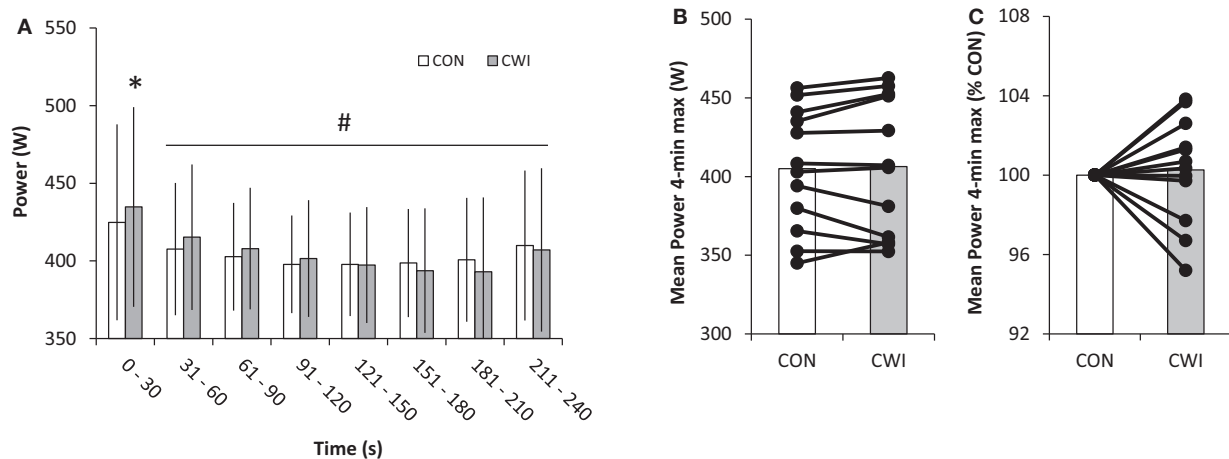 A
Power (W)
550
500
450
400
350
CON
CWI
*
#
0 - 30
31 - 60
61 - 90
91 - 120
121 - 150
151 - 180
181 - 210
211 - 240
Time (s)
B
Mean Power 4-min max (W)
500
450
400
350
300
CON
CWI
C
Mean Power 4-min max (% CON)
108
104
100
96
92
CON
CWI